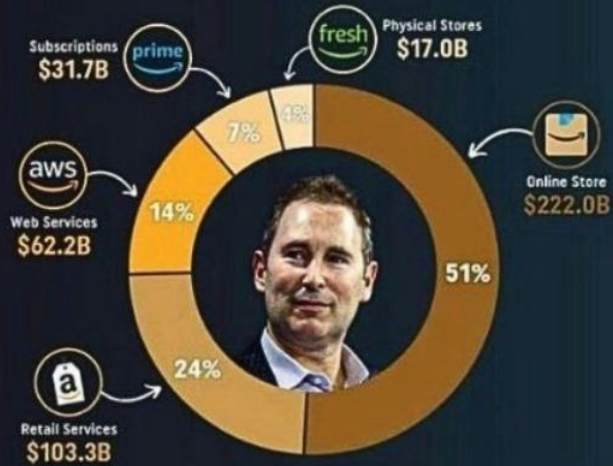 Subscriptions
$31.7B
prime
fresh
Physical Stores
$17.0B
7%
4%
aws
Web Services
$62.2B
14%
Online Store
$222.0B
51%
24%
a
Retail Services
$103.3B